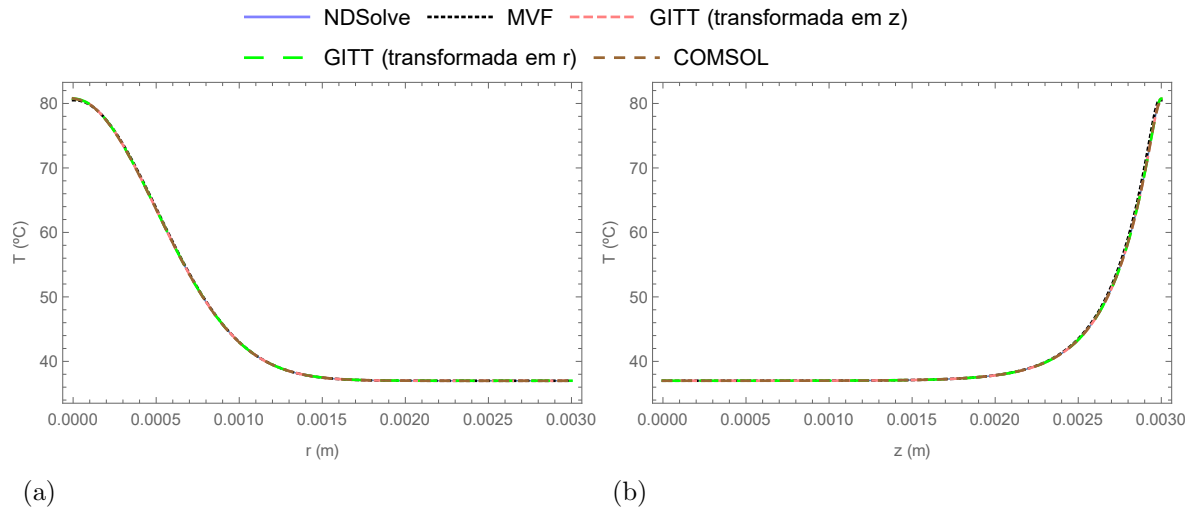 NDSolve MVF GITT (transformada em z)
GITT (transformada em r) COMSOL
80
70
60
50
40
T (ºC)
0.0000 0.0005 0.0010 0.0015 0.0020 0.0025 0.0030
r (m)
(a)
80
70
60
50
40
T (ºC)
0.0000 0.0005 0.0010 0.0015 0.0020 0.0025 0.0030
z (m)
(b)